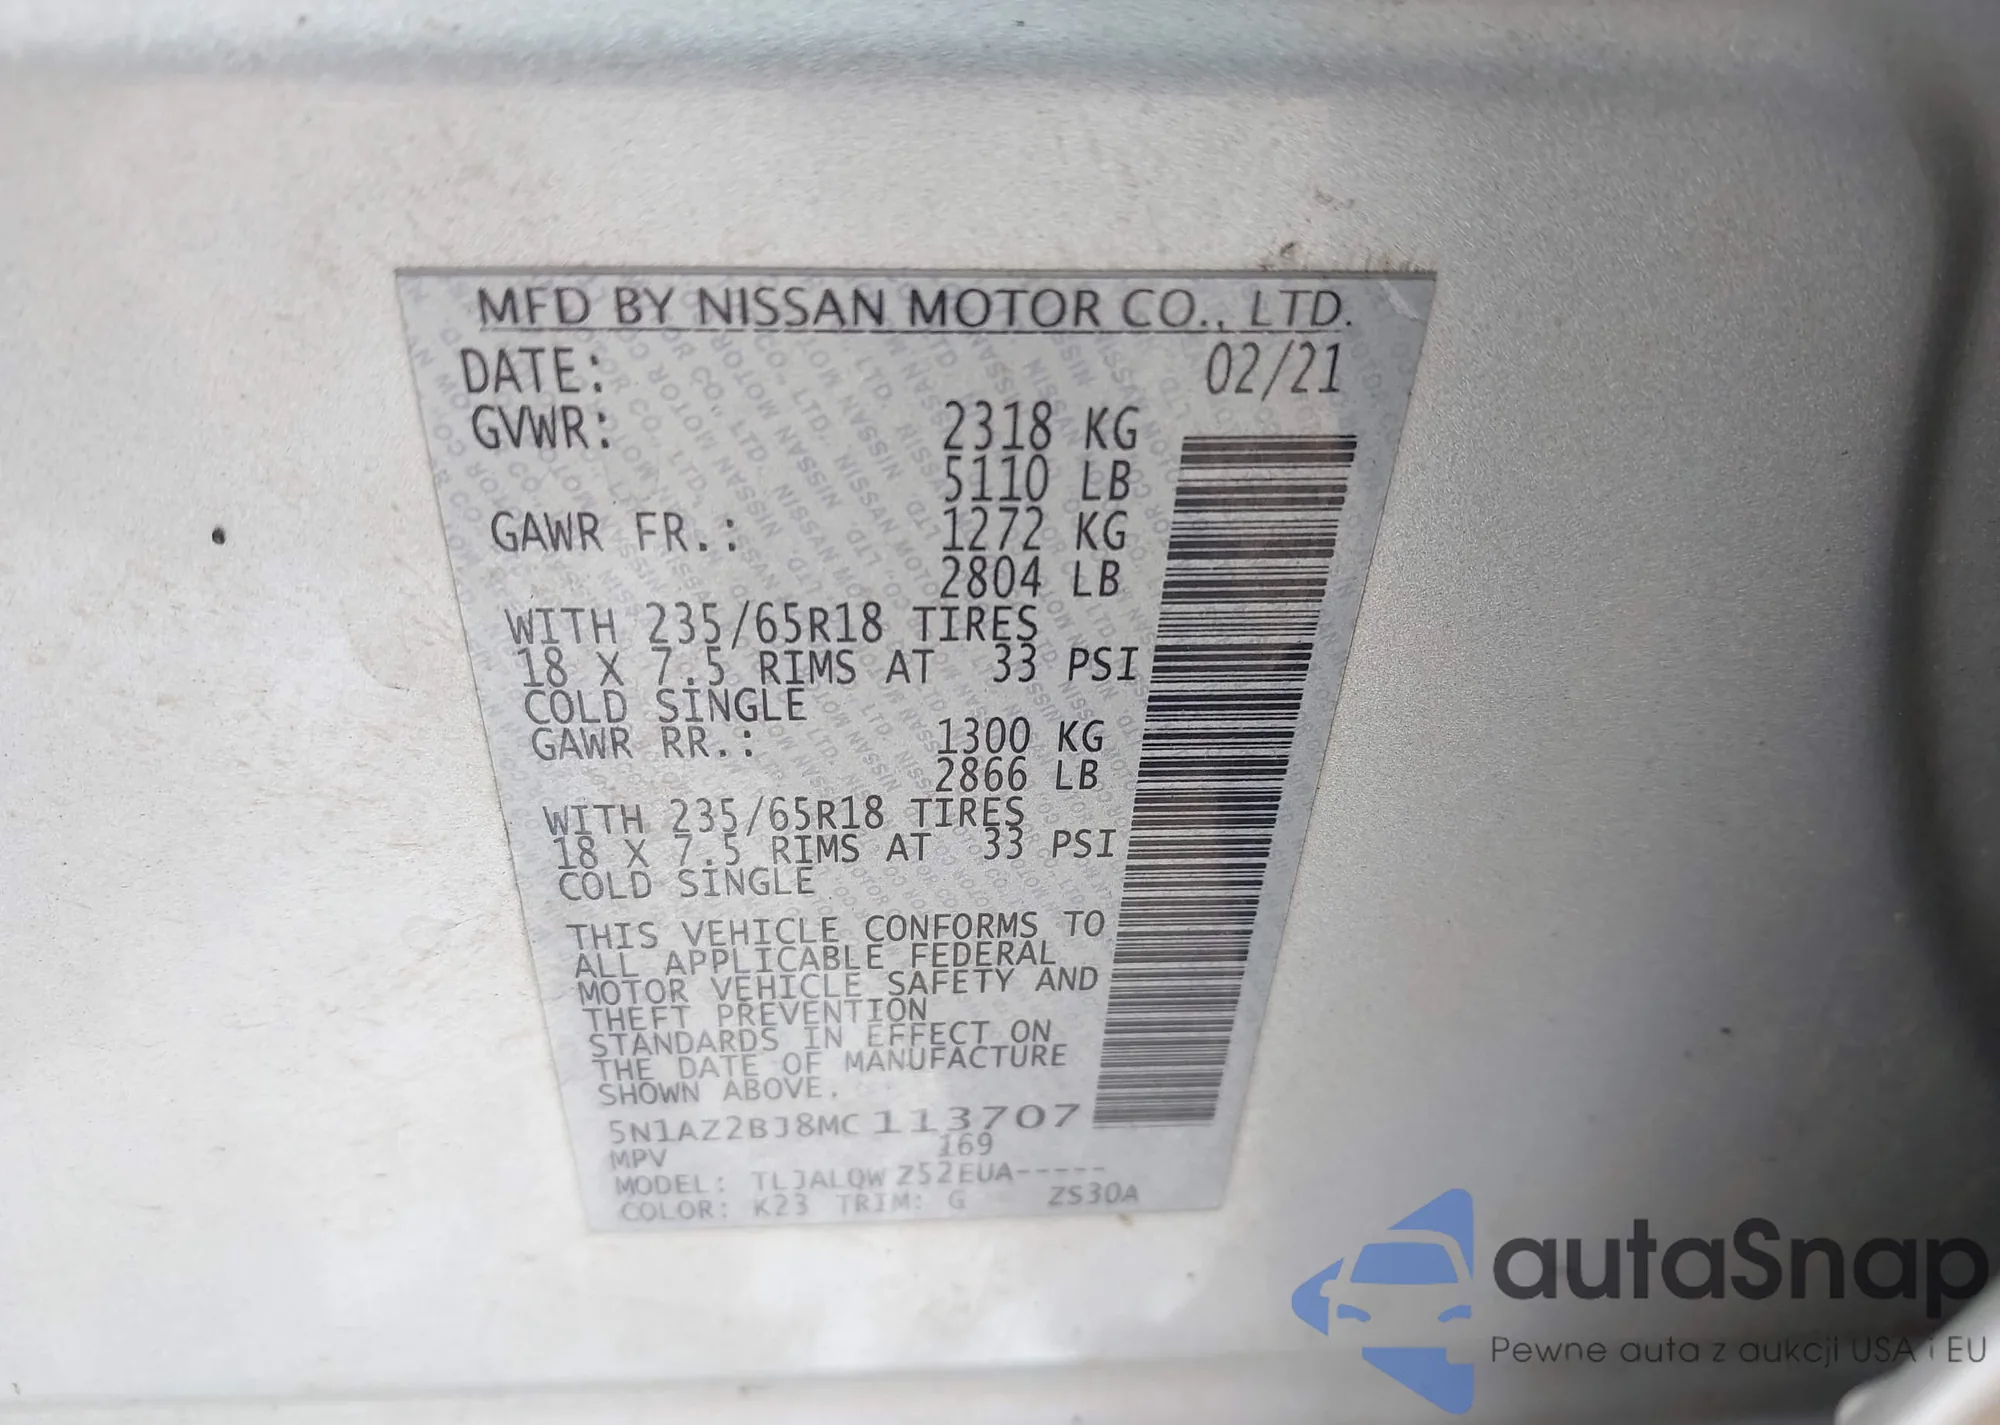 MFD BY NISSAN MOTOR CO., LTD.
DATE: 02/21
GVWR: 2318 KG
5110 LB
GAWR FR.: 1272 KG
2804 LB
WITH 235/65R18 TIRES
18 X 7.5 RIMS AT 33 PSI
COLD SINGLE
GAWR RR.: 1300 KG
2866 LB
WITH 235/65R18 TIRES
18 X 7.5 RIMS AT 33 PSI
COLD SINGLE
THIS VEHICLE CONFORMS TO
ALL APPLICABLE FEDERAL
MOTOR VEHICLE SAFETY AND
THEFT PREVENTION
STANDARDS IN EFFECT ON
THE DATE OF MANUFACTURE
SHOWN ABOVE.
5N1AZ2BJ8MC113707
MPV 169
MODEL: TLJALQW Z52EUA-----
COLOR: K23 TRIM: G ZS30A
autaSnap
Pewne auta z aukcji USA i EU